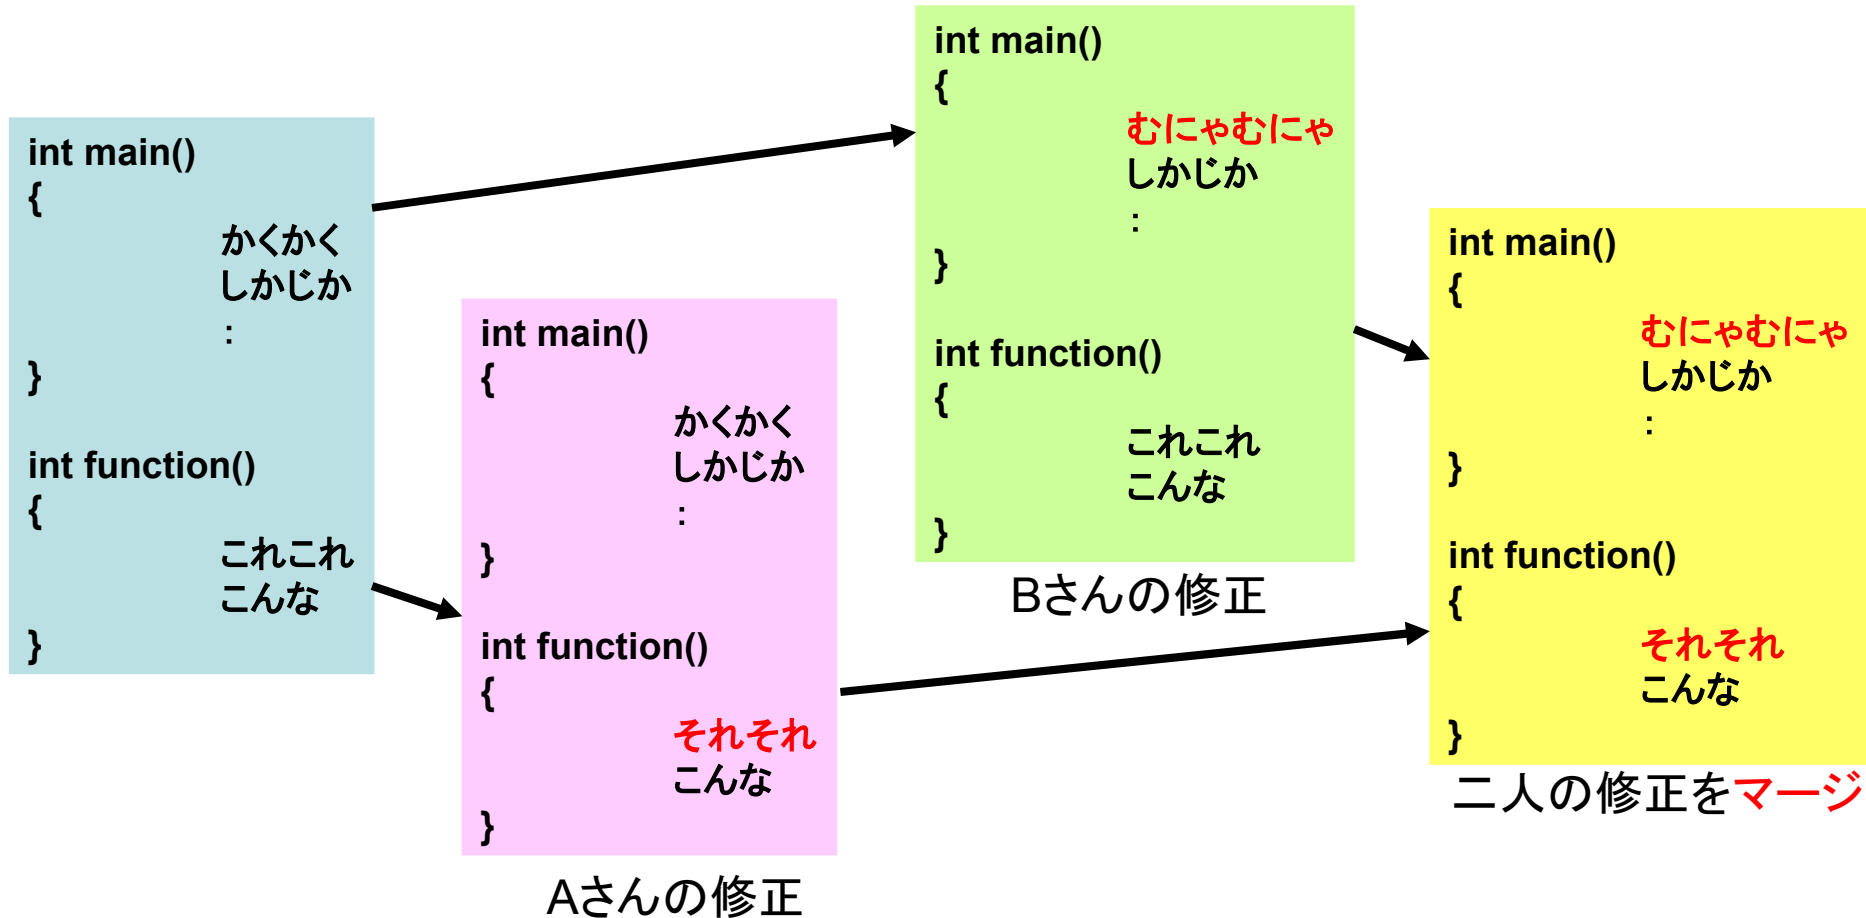 int main()
{
かくかく
しかじか
:
}
int function()
{
これこれ
こんな
}
int main()
{
かくかく
しかじか
:
}
int function()
{
それそれ
こんな
}
Aさんの修正
int main()
{
むにゃむにゃ
しかじか
:
}
int function()
{
これこれ
こんな
}
Bさんの修正
int main()
{
むにゃむにゃ
しかじか
:
}
int function()
{
それそれ
こんな
}
二人の修正をマージ